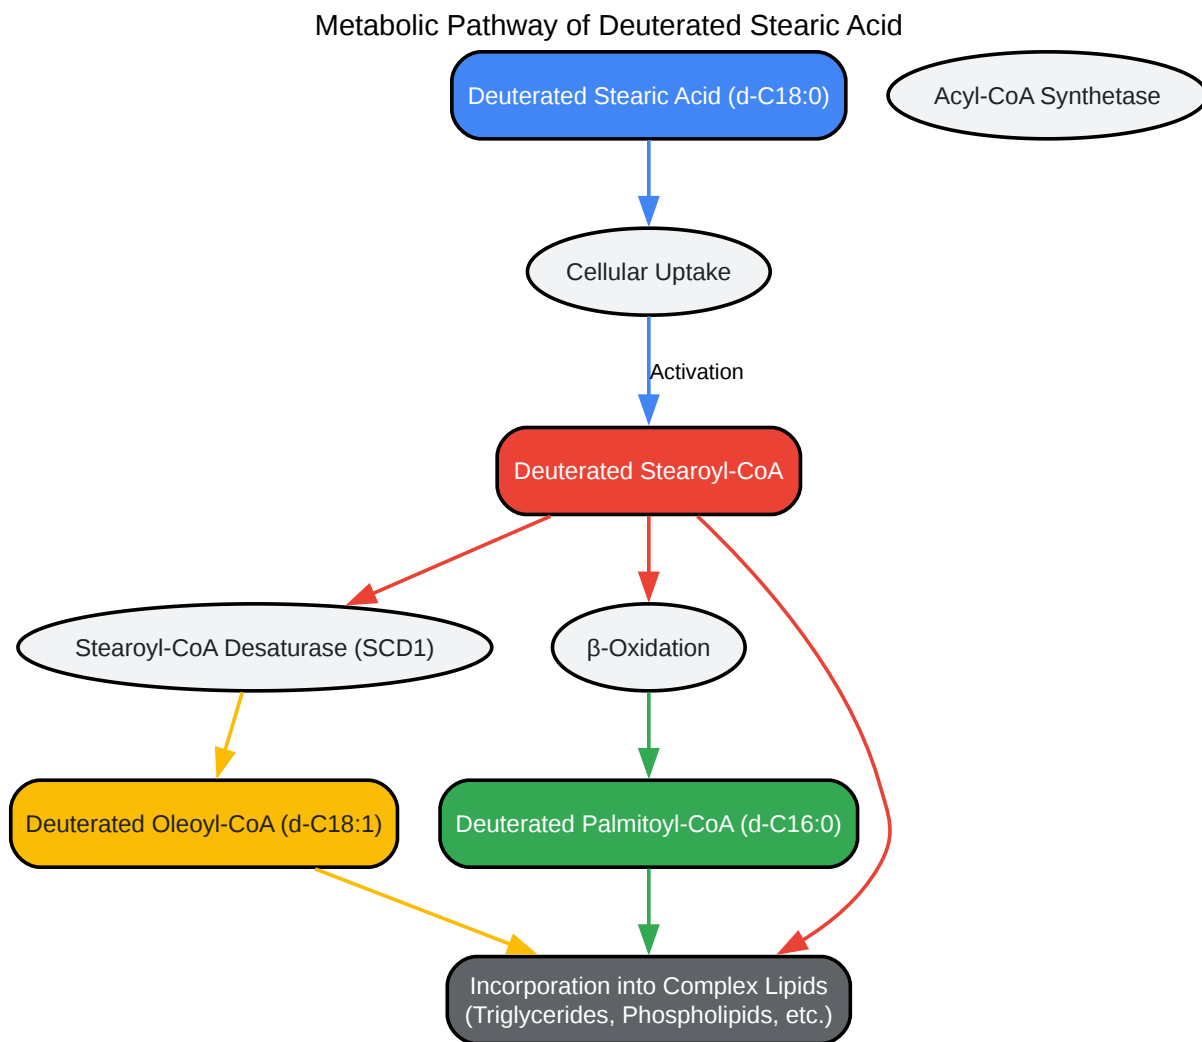 Metabolic Pathway of Deuterated Stearic Acid
Deuterated Stearic Acid (d-C18:0)
Acyl-CoA Synthetase
Cellular Uptake
Activation
Deuterated Stearoyl-CoA
Stearoyl-CoA Desaturase (SCD1)
β-Oxidation
Deuterated Oleoyl-CoA (d-C18:1)
Deuterated Palmitoyl-CoA (d-C16:0)
Incorporation into Complex Lipids
(Triglycerides, Phospholipids, etc.)